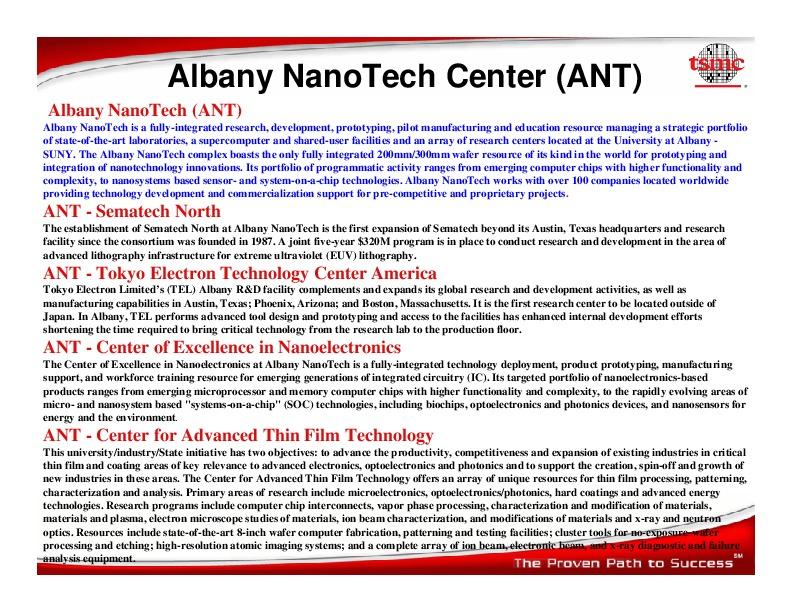 Albany NanoTech Center (ANT)
tsmc
Albany NanoTech (ANT)
Albany NanoTech is a fully-integrated research, development, prototyping, pilot manufacturing and education resource managing a strategic portfolio
of state-of-the-art laboratories, a supercomputer and shared-user facilities and an array of research centers located at the University at Albany -
SUNY. The Albany NanoTech complex boasts the only fully integrated 200mm/300mm wafer resource of its kind in the world for prototyping and
integration of nanotechnology innovations. Its portfolio of programmatic activity ranges from emerging computer chips with higher functionality and
complexity, to nanosystems based sensor- and system-on-a-chip technologies. Albany NanoTech works with over 100 companies located worldwide
providing technology devlopment and commercialization support for pre-competitive and proprietary projects.
ANT - Sematech North
The establishment of Sematech North at Albany NanoTech is the first expansion of Sematech beyond its Austin, Texas headquarters and research
facility since the consortium was founded in 1987. A joint five-year $320M program is in place to conduct research and development in the area of
advanced lithography infrastructure for extreme ultraviolet (EUV) lithography.
ANT - Tokyo Electron Technology Center America
Tokyo Electron Limited's (TEL) Albany R&D facility complements and expands its global research and development activities, as well as
manufacturing capabilities in Austin, Texas; Phoenix, Arizona; and Boston, Massachusetts. It is the first research center to be located outside of
Japan. In Albany, TEL performs advanced tool design and prototyping and access to the facilities has enhanced internal development efforts
shortening the time required to bring critical technology from the research lab to the production floor.
ANT - Center of Excellence in Nanoelectronics
The Center of Excellence in Nanoelectronics at Albany NanoTech is a fully-integrated technology deployment, product prototyping, manufacturing
support, and workforce training resource for emerging generations of integrated circuitry (IC). Its targeted portfolio of nanoelectronics-based
products ranges from emerging microprocessor and memory computer chips with higher functionality and complexity, to the rapidly evolving areas of
micro- and nanosystem based "systems-on-a-chip" (SOC) technologies, including biochips, optoelectronics and photonics devices, and nanosensors for
energy and the environment.
ANT - Center for Advanced Thin Film Technology
This university/industry/State initiative has two objectives: to advance the productivity, competitiveness and expansion of existing industries in critical
thin film and coating areas of key relevance to advanced electronics, optoelectronics and photonics and to support the creation, spin-off and growth of
new industries in these areas. The Center for Advanced Thin Film Technology offers an array of unique resources for thin film processing, patterning,
characterization and analysis. Primary areas of research include microelectronics, optoelectronics/photonics, hard coatings and advanced energy
technologies. Research programs include computer chip interconnects, vapor phase processing, characterization and modification of materials,
materials and plasma, electron microscope studies of materials, ion beam characterization, and modifications of materials and x-ray and neutron
optics. Resources include state-of-the-art 8-inch wafer computer fabrication, patterning and testing facilities; cluster tools for no-exposure-wafer
processing and etching; high-resolution atomic imaging systems; and a complete array of ion beam, electronic beam, and x-ray diagnostic and failure
analysis equipment.
The Proven Path to Success℠